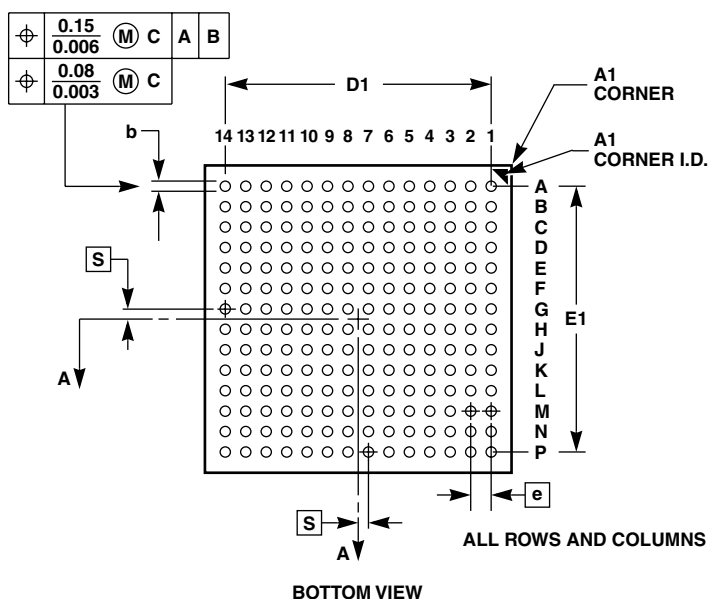 ⌖ 0.15 Ⓜ C A B
0.006
⌖ 0.08 Ⓜ C
0.003
D1
A1
CORNER
b
14 13 12 11 10 9 8 7 6 5 4 3 2 1
A1
CORNER I.D.
A
B
C
D
E
F
G
H
J
K
L
M
N
P
S
E1
A
e
S
A
ALL ROWS AND COLUMNS
BOTTOM VIEW